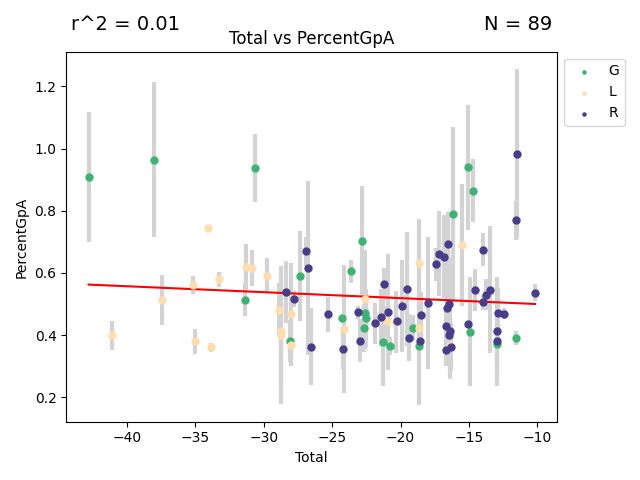 r^2 = 0.01
N = 89
Total vs PercentGpA
G
L
R
PercentGpA
1.2
1.0
0.8
0.6
0.4
0.2
−40
−35
−30
−25
−20
−15
−10
Total